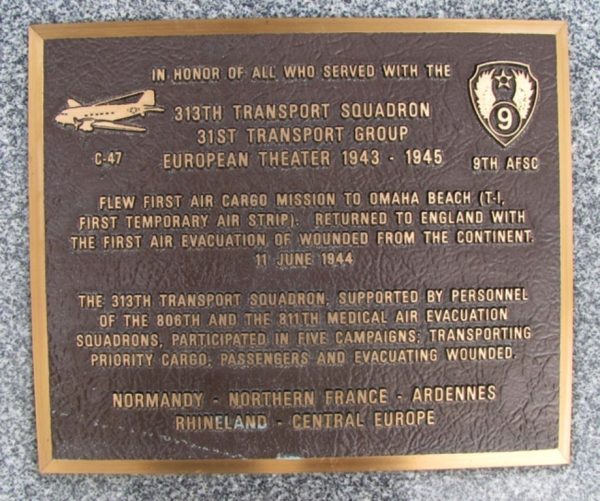 IN HONOR OF ALL WHO SERVED WITH THE
313TH TRANSPORT SQUADRON
31ST TRANSPORT GROUP
EUROPEAN THEATER 1943 - 1945
C-47
9
9TH AFSC
FLEW FIRST AIR CARGO MISSION TO OMAHA BEACH (T-1,
FIRST TEMPORARY AIR STRIP). RETURNED TO ENGLAND WITH
THE FIRST AIR EVACUATION OF WOUNDED FROM THE CONTINENT.
11 JUNE 1944
THE 313TH TRANSPORT SQUADRON, SUPPORTED BY PERSONNEL
OF THE 806TH AND THE 811TH MEDICAL AIR EVACUATION
SQUADRONS, PARTICIPATED IN FIVE CAMPAIGNS; TRANSPORTING
PRIORITY CARGO, PASSENGERS AND EVACUATING WOUNDED.
NORMANDY - NORTHERN FRANCE - ARDENNES
RHINELAND - CENTRAL EUROPE